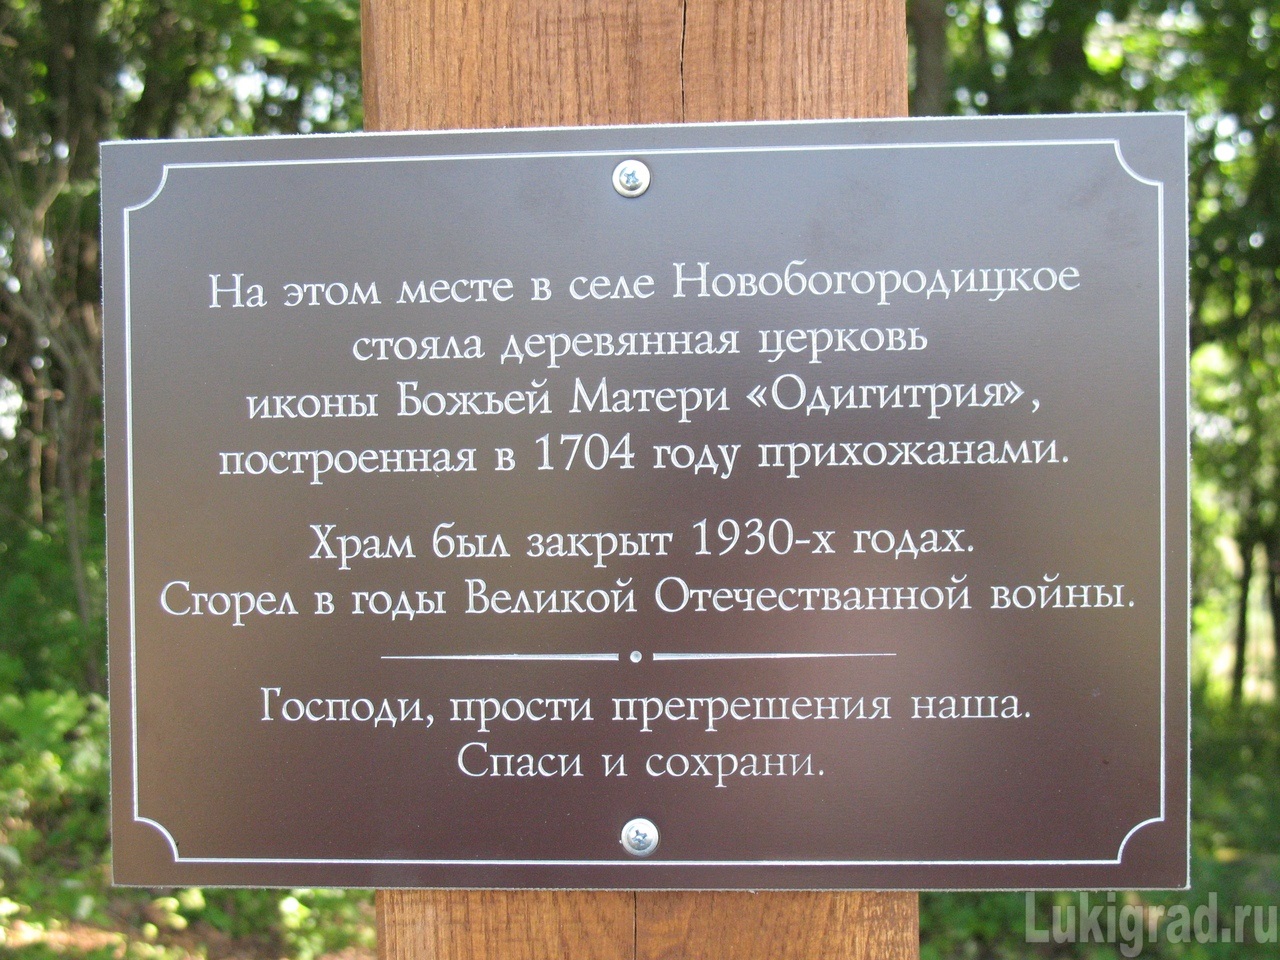 На этом месте в селе Новобогородицкое
стояла деревянная церковь
иконы Божьей Матери «Одигитрия»,
построенная в 1704 году прихожанами.
Храм был закрыт 1930-х годах.
Сгорел в годы Великой Отечестванной войны.
Господи, прости прегрешения наша.
Спаси и сохрани.
Lukigrad.ru